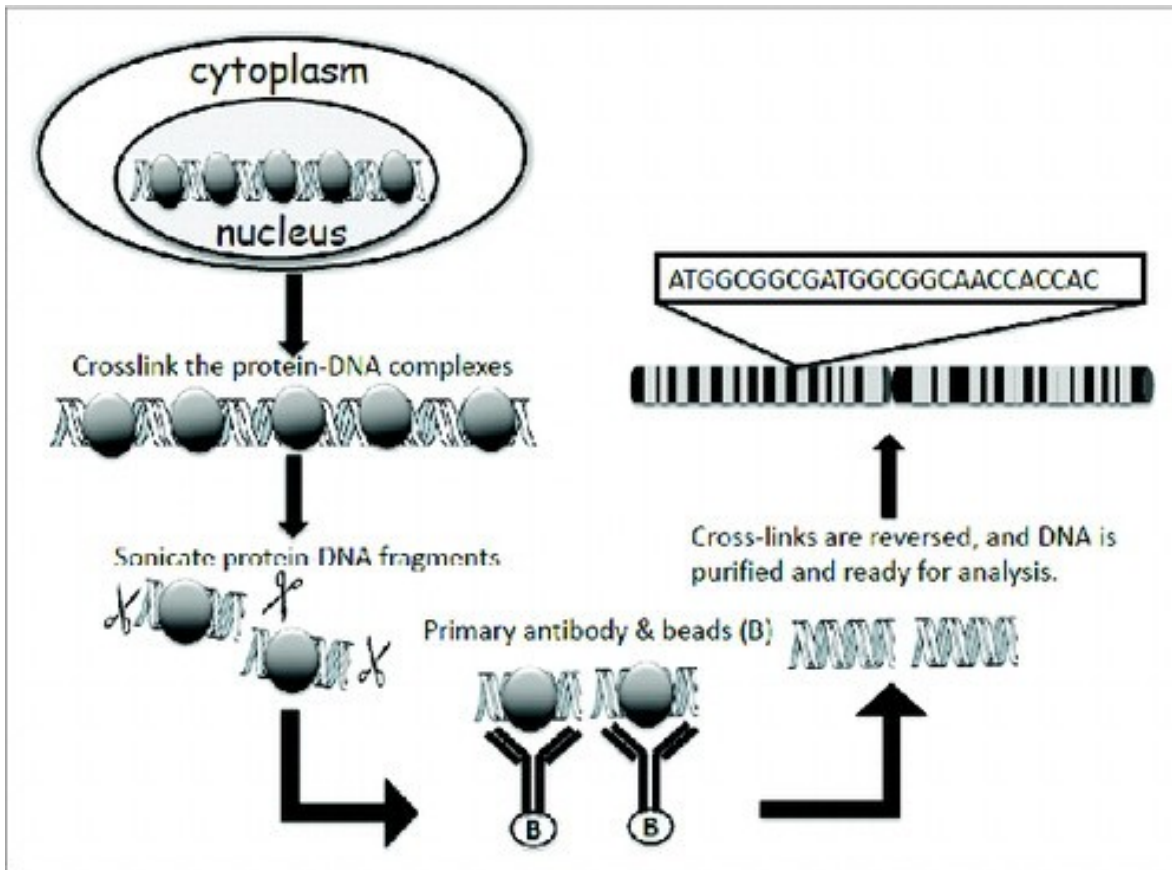 cytoplasm
nucleus
Crosslink the protein-DNA complexes
Sonicate protein DNA fragments
Primary antibody & beads (B)
B
B
Cross-links are reversed, and DNA is
purified and ready for analysis.
ATGGCGGCGATGGCGGCAACCACCAC